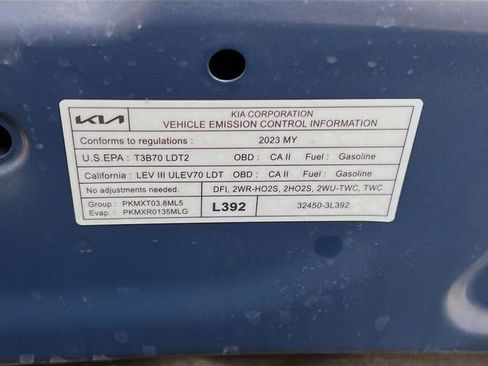 KIA
KIA CORPORATION
VEHICLE EMISSION CONTROL INFORMATION
Conforms to regulations : 2023 MY
U.S.EPA : T3B70 LDT2 OBD : CA II Fuel : Gasoline
California : LEV III ULEV70 LDT OBD : CA II Fuel : Gasoline
No adjustments needed. DFI, 2WR-HO2S, 2HO2S, 2WU-TWC, TWC
Group : PKMXT03.8ML5
Evap. : PKMXR0135MLG
L392
32450-3L392